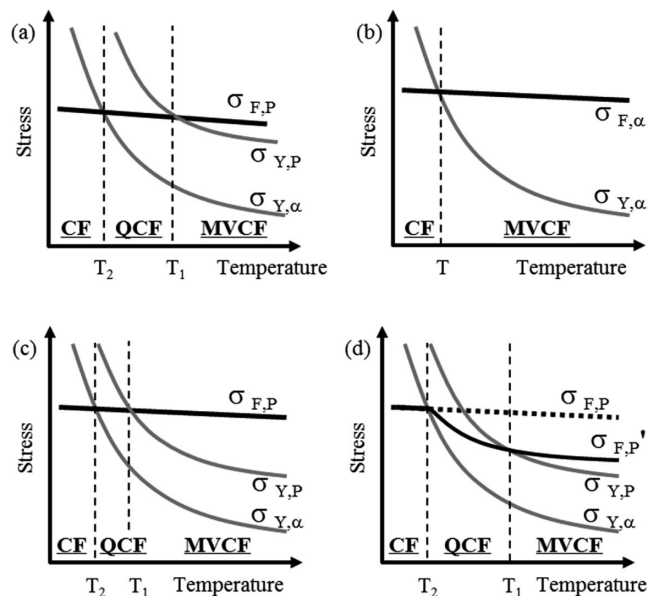 (a)
Stress
σ F,P
σ Y,P
σ Y,α
CF QCF MVCF
T2 T1 Temperature
(b)
Stress
σ F,α
σ Y,α
CF MVCF
T Temperature
(c)
Stress
σ F,P
σ Y,P
σ Y,α
CF QCF MVCF
T2 T1 Temperature
(d)
Stress
σ F,P
σ F,P'
σ Y,P
σ Y,α
CF QCF MVCF
T2 T1 Temperature